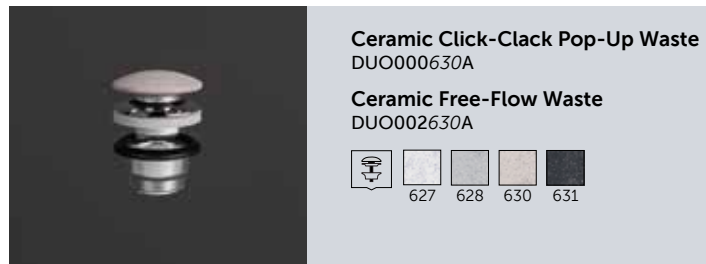 Ceramic Click-Clack Pop-Up Waste
DUO000630A
Ceramic Free-Flow Waste
DUO002630A
627 628 630 631